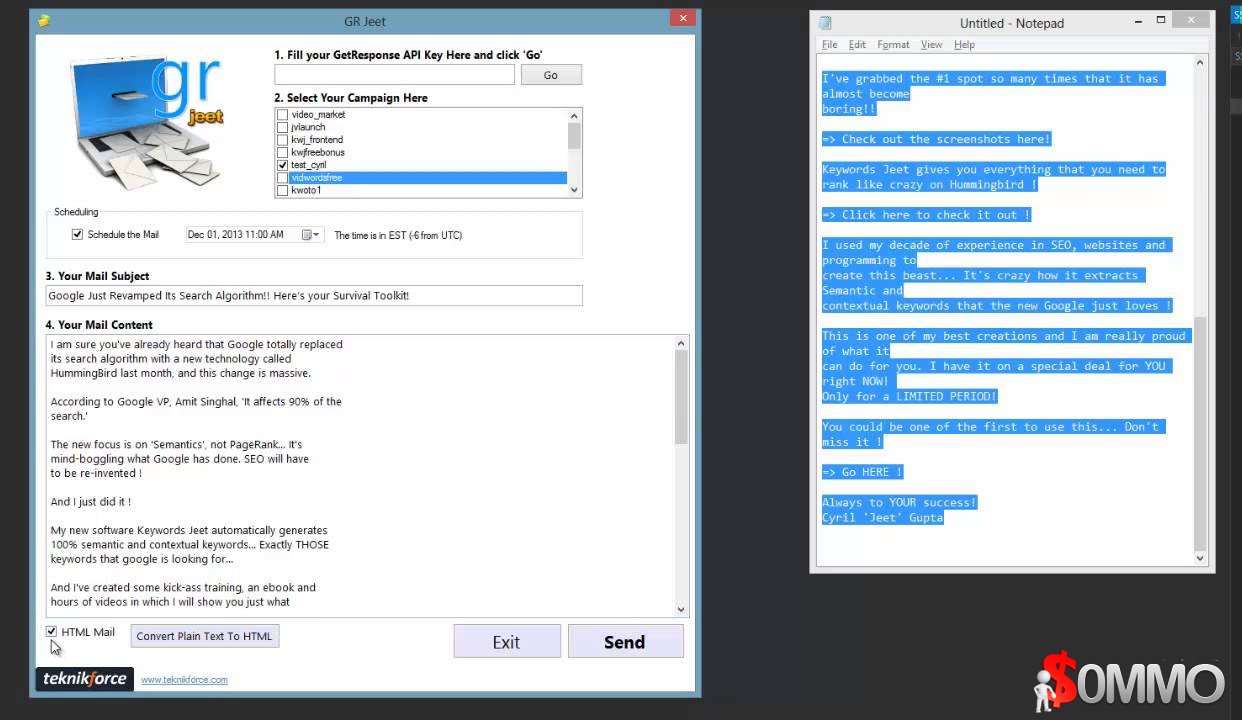 GR Jeet
gr
jeet
1. Fill your GetResponse API Key Here and click 'Go'
Go
2. Select Your Campaign Here
video_market
jvlaunch
kwj_frontend
kwjfreebonus
test_cyril
vidwordsfree
kwoto1
Scheduling
Schedule the Mail
Dec 01, 2013 11:00 AM
The time is in EST (-6 from UTC)
3. Your Mail Subject
Google Just Revamped Its Search Algorithm!! Here's your Survival Toolkit!
4. Your Mail Content
I am sure you've already heard that Google totally replaced
its search algorithm with a new technology called
HummingBird last month, and this change is massive.
According to Google VP, Amit Singhal, 'It affects 90% of the
search.'
The new focus is on 'Semantics', not PageRank... It's
mind-boggling what Google has done. SEO will have
to be re-invented !
And I just did it !
My new software Keywords Jeet automatically generates
100% semantic and contextual keywords... Exactly THOSE
keywords that google is looking for...
And I've created some kick-ass training, an ebook and
hours of videos in which I will show you just what
HTML Mail
Convert Plain Text To HTML
Exit
Send
teknikforce
www.teknikforce.com
Untitled - Notepad
File Edit Format View Help
I've grabbed the #1 spot so many times that it has
almost become
boring!!
=> Check out the screenshots here!
Keywords Jeet gives you everything that you need to
rank like crazy on Hummingbird !
=> Click here to check it out !
I used my decade of experience in SEO, websites and
programming to
create this beast... It's crazy how it extracts
Semantic and
contextual keywords that the new Google just loves !
This is one of my best creations and I am really proud
of what it
can do for you. I have it on a special deal for YOU
right NOW!
Only for a LIMITED PERIOD!
You could be one of the first to use this... Don't
miss it !
=> Go HERE !
Always to YOUR success!
Cyril 'Jeet' Gupta
$OMMO